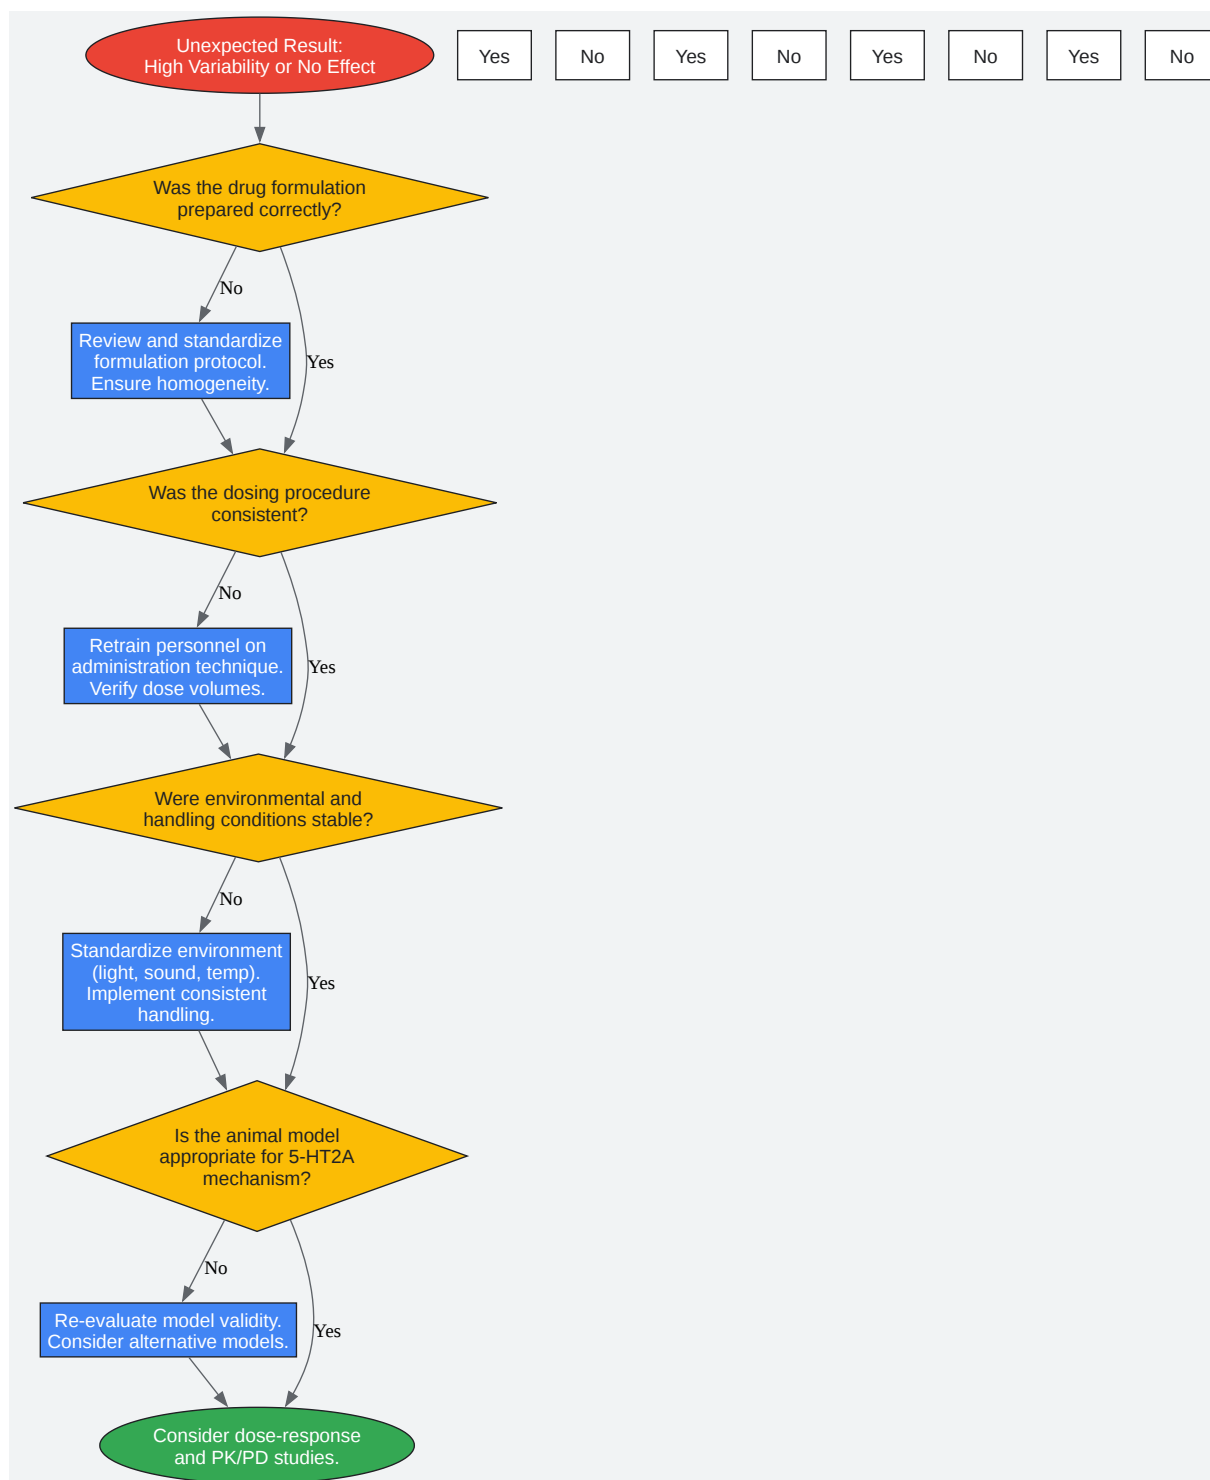 Unexpected Result:
High Variability or No Effect
Yes
No
Yes
No
Yes
No
Yes
No
Was the drug formulation
prepared correctly?
No
Review and standardize
formulation protocol.
Ensure homogeneity.
Yes
Was the dosing procedure
consistent?
No
Retrain personnel on
administration technique.
Verify dose volumes.
Yes
Were environmental and
handling conditions stable?
No
Standardize environment
(light, sound, temp).
Implement consistent
handling.
Yes
Is the animal model
appropriate for 5-HT2A
mechanism?
No
Re-evaluate model validity.
Consider alternative models.
Yes
Consider dose-response
and PK/PD studies.